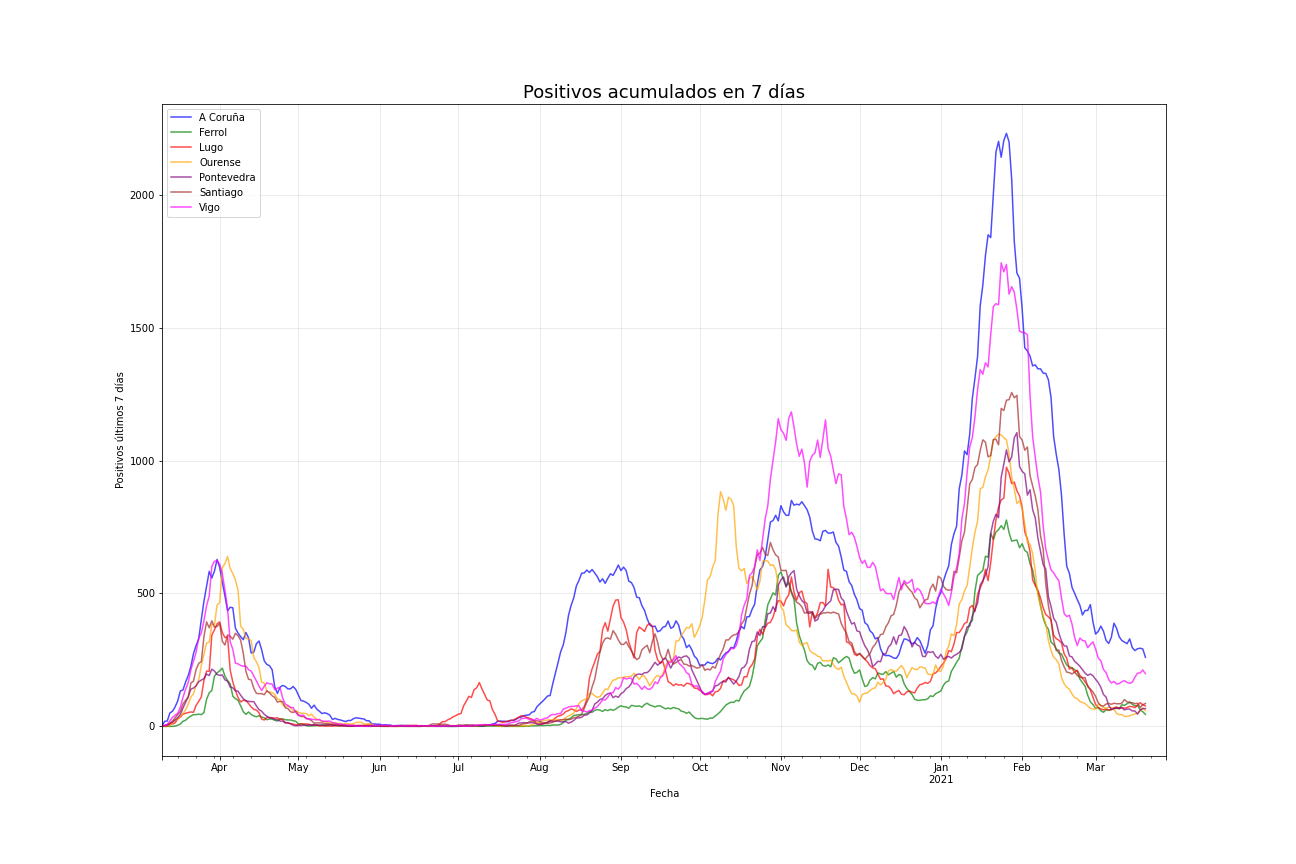 Positivos acumulados en 7 días
A Coruña
Ferrol
Lugo
Ourense
Pontevedra
Santiago
Vigo
Positivos últimos 7 días
2000
1500
1000
500
0
Apr May Jun Jul Aug Sep Oct Nov Dec Jan Feb Mar
2021
Fecha